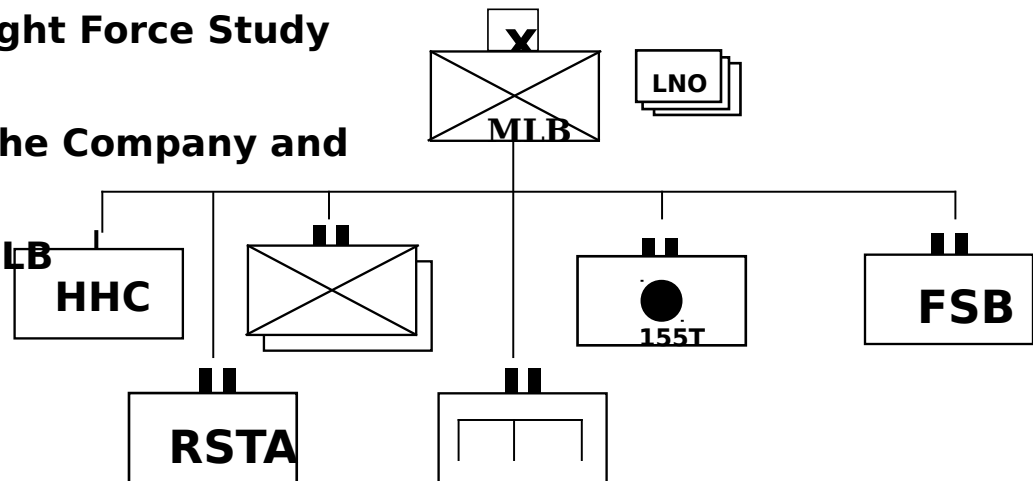 ght Force Study
X
LNO
MLB
he Company and
LB
HHC
155T
FSB
RSTA